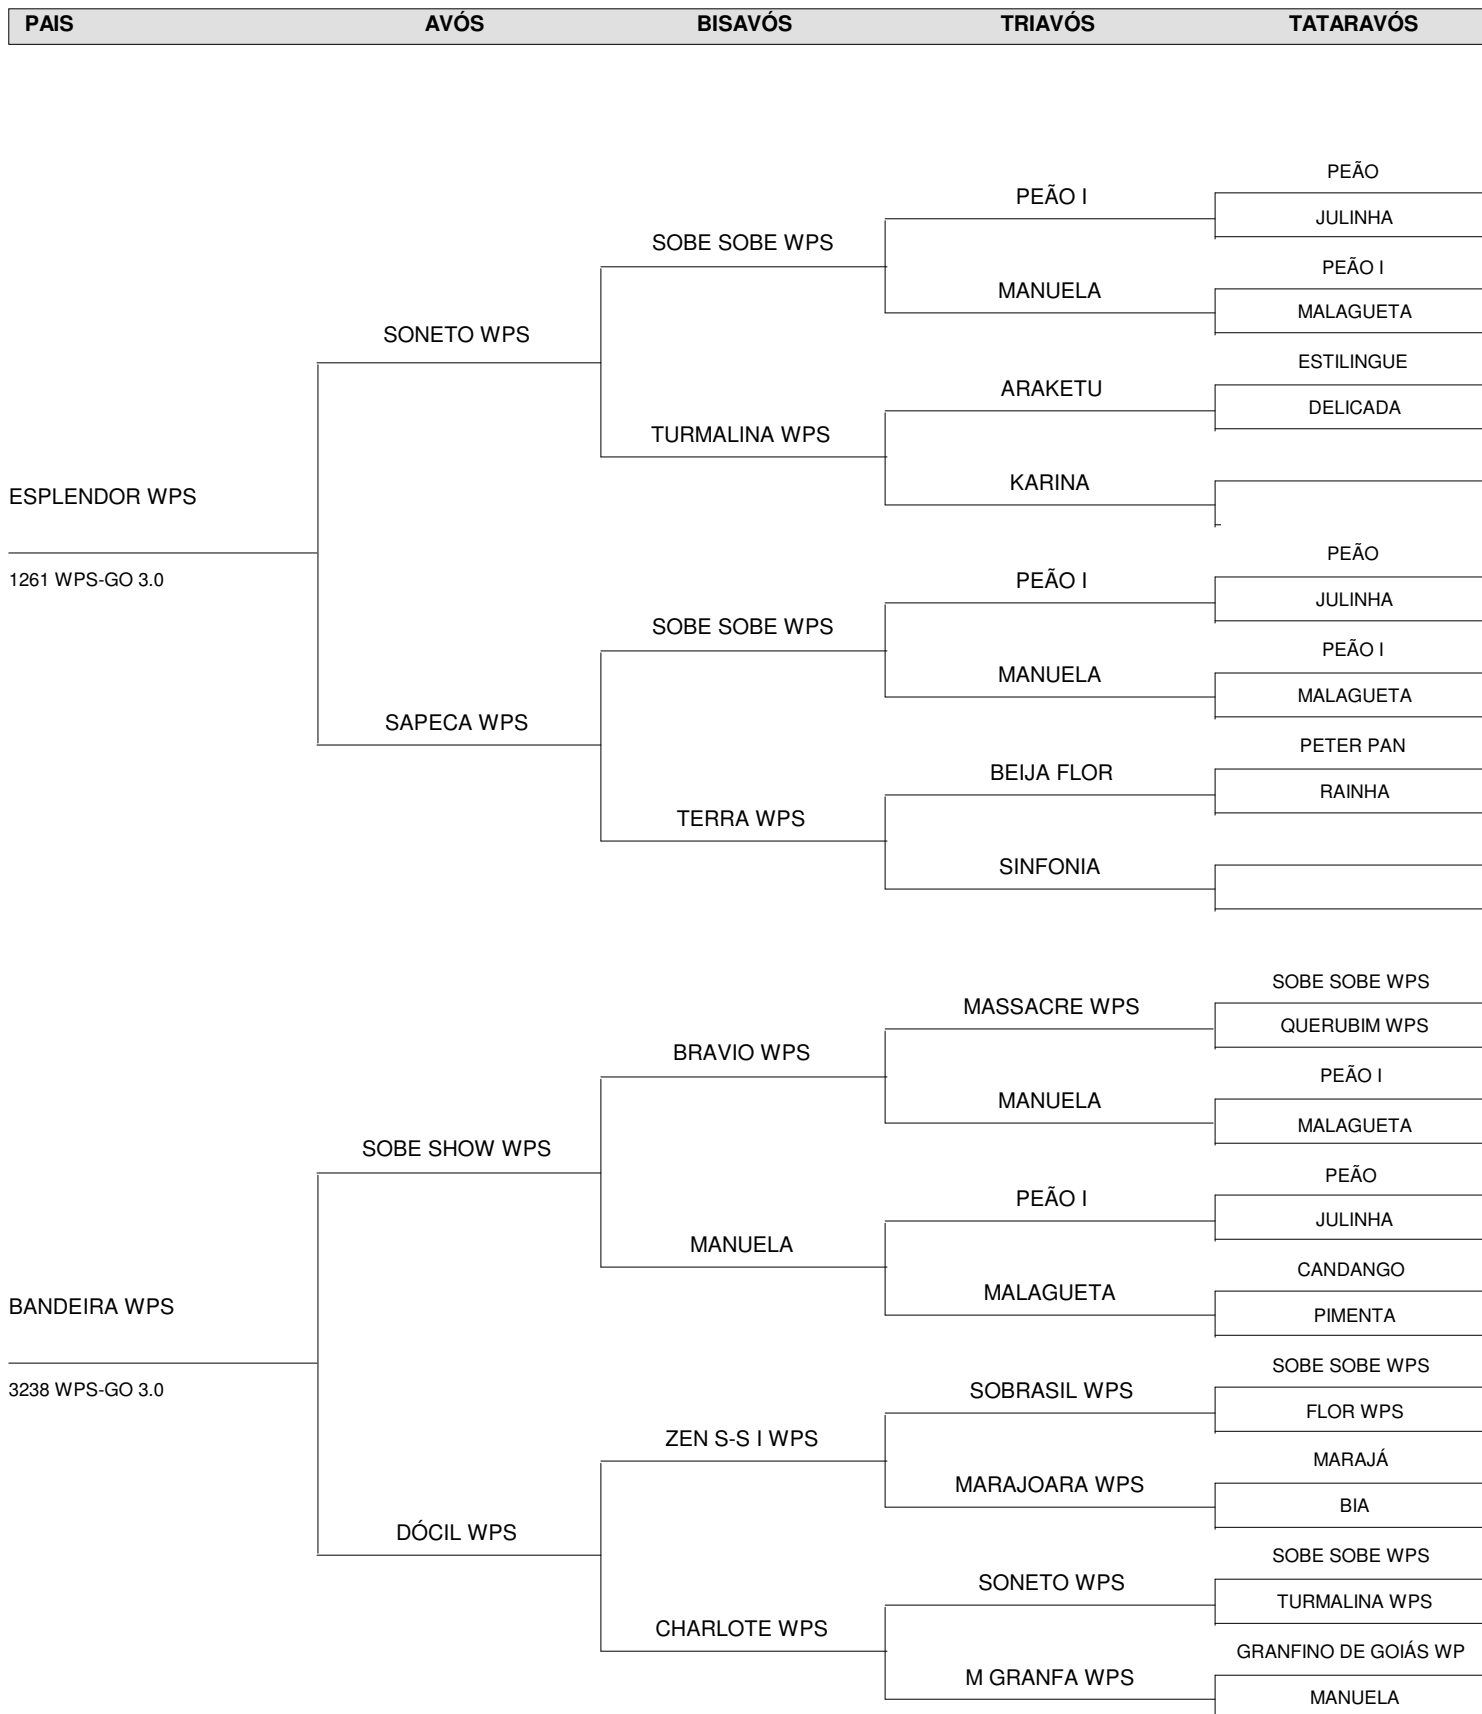 PAIS AVÓS BISAVÓS TRIAVÓS TATARAVÓS
PEÃO
PEÃO I
JULINHA
SOBE SOBE WPS
PEÃO I
MANUELA
MALAGUETA
SONETO WPS
ESTILINGUE
ARAKETU
DELICADA
TURMALINA WPS
KARINA
ESPLENDOR WPS
PEÃO
1261 WPS-GO 3.0
PEÃO I
JULINHA
SOBE SOBE WPS
PEÃO I
MANUELA
MALAGUETA
SAPECA WPS
PETER PAN
BEIJA FLOR
RAINHA
TERRA WPS
SINFONIA
SOBE SOBE WPS
MASSACRE WPS
QUERUBIM WPS
BRAVIO WPS
PEÃO I
MANUELA
MALAGUETA
SOBE SHOW WPS
PEÃO
PEÃO I
JULINHA
MANUELA
CANDANGO
MALAGUETA
BANDEIRA WPS
PIMENTA
SOBE SOBE WPS
3238 WPS-GO 3.0
SOBRASIL WPS
FLOR WPS
ZEN S-S I WPS
MARAJÁ
MARAJOARA WPS
BIA
DÓCIL WPS
SOBE SOBE WPS
SONETO WPS
TURMALINA WPS
CHARLOTE WPS
GRANFINO DE GOIÁS WP
M GRANFA WPS
MANUELA